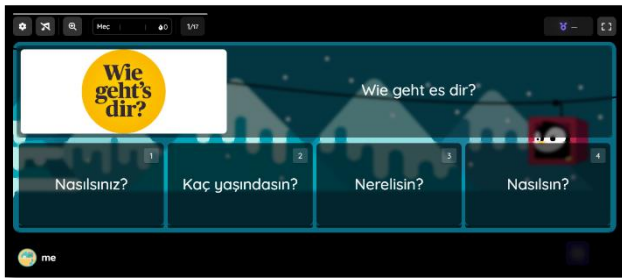 Meç 0 1/17 –
Wie
geht's
dir?
Wie geht es dir?
1 2 3 4
Nasılsınız? Kaç yaşındasın? Nerelisin? Nasılsın?
me